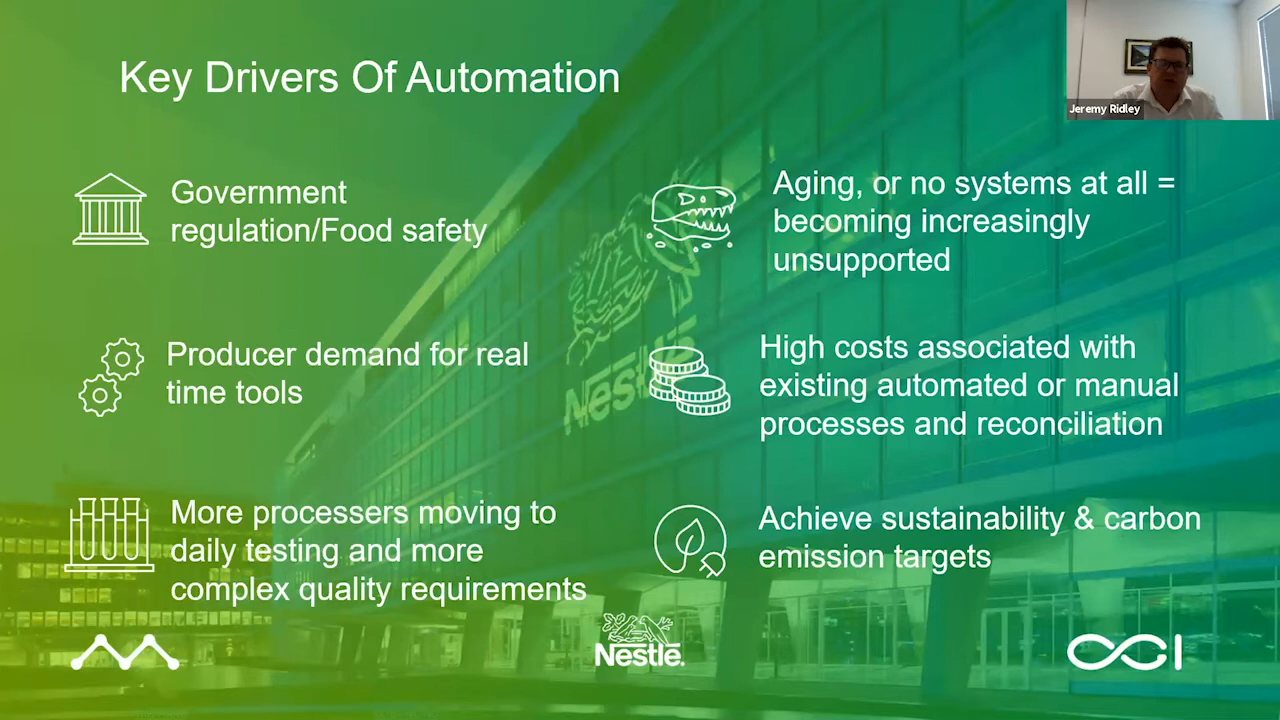 Key Drivers Of Automation
Jeremy Ridley
Government
regulation/Food safety
Aging, or no systems at all =
becoming increasingly
unsupported
Producer demand for real
time tools
High costs associated with
existing automated or manual
processes and reconciliation
More processers moving to
daily testing and more
complex quality requirements
Achieve sustainability & carbon
emission targets
Nestlé
Nestlé.
OCI